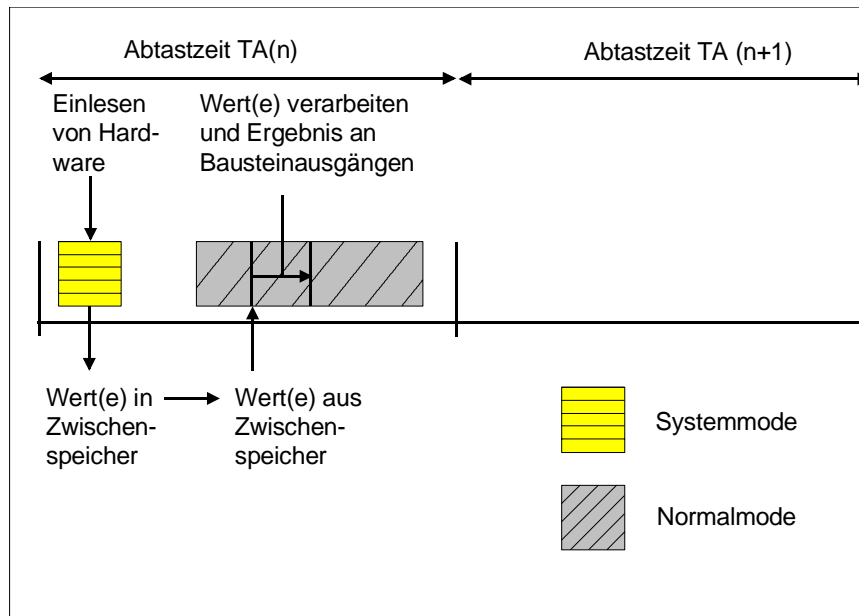 Abtastzeit TA(n)
Abtastzeit TA (n+1)
Einlesen
von Hard-
ware
Wert(e) verarbeiten
und Ergebnis an
Bausteinausgängen
Wert(e) in
Zwischen-
speicher
Wert(e) aus
Zwischen-
speicher
Systemmode
Normalmode